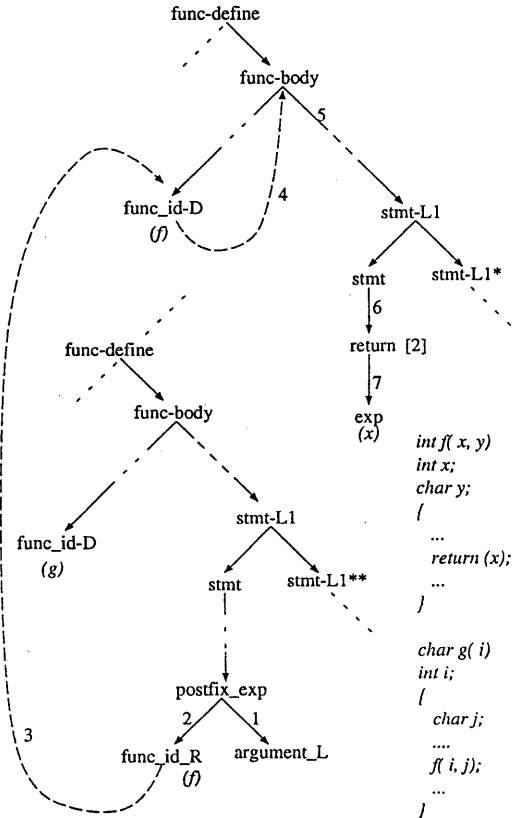 func-define
func-body
5
4
func_id-D
(f)
stmt-L1
stmt
stmt-L1*
6
return [2]
7
exp
(x)
func-define
func-body
func_id-D
(g)
stmt-L1
stmt
stmt-L1**
postfix_exp
2
1
3
func_id_R
argument_L
(f)
int f( x, y)
int x;
char y;
{
...
return (x);
...
}
char g( i)
int i;
{
char j;
....
f( i, j);
...
}